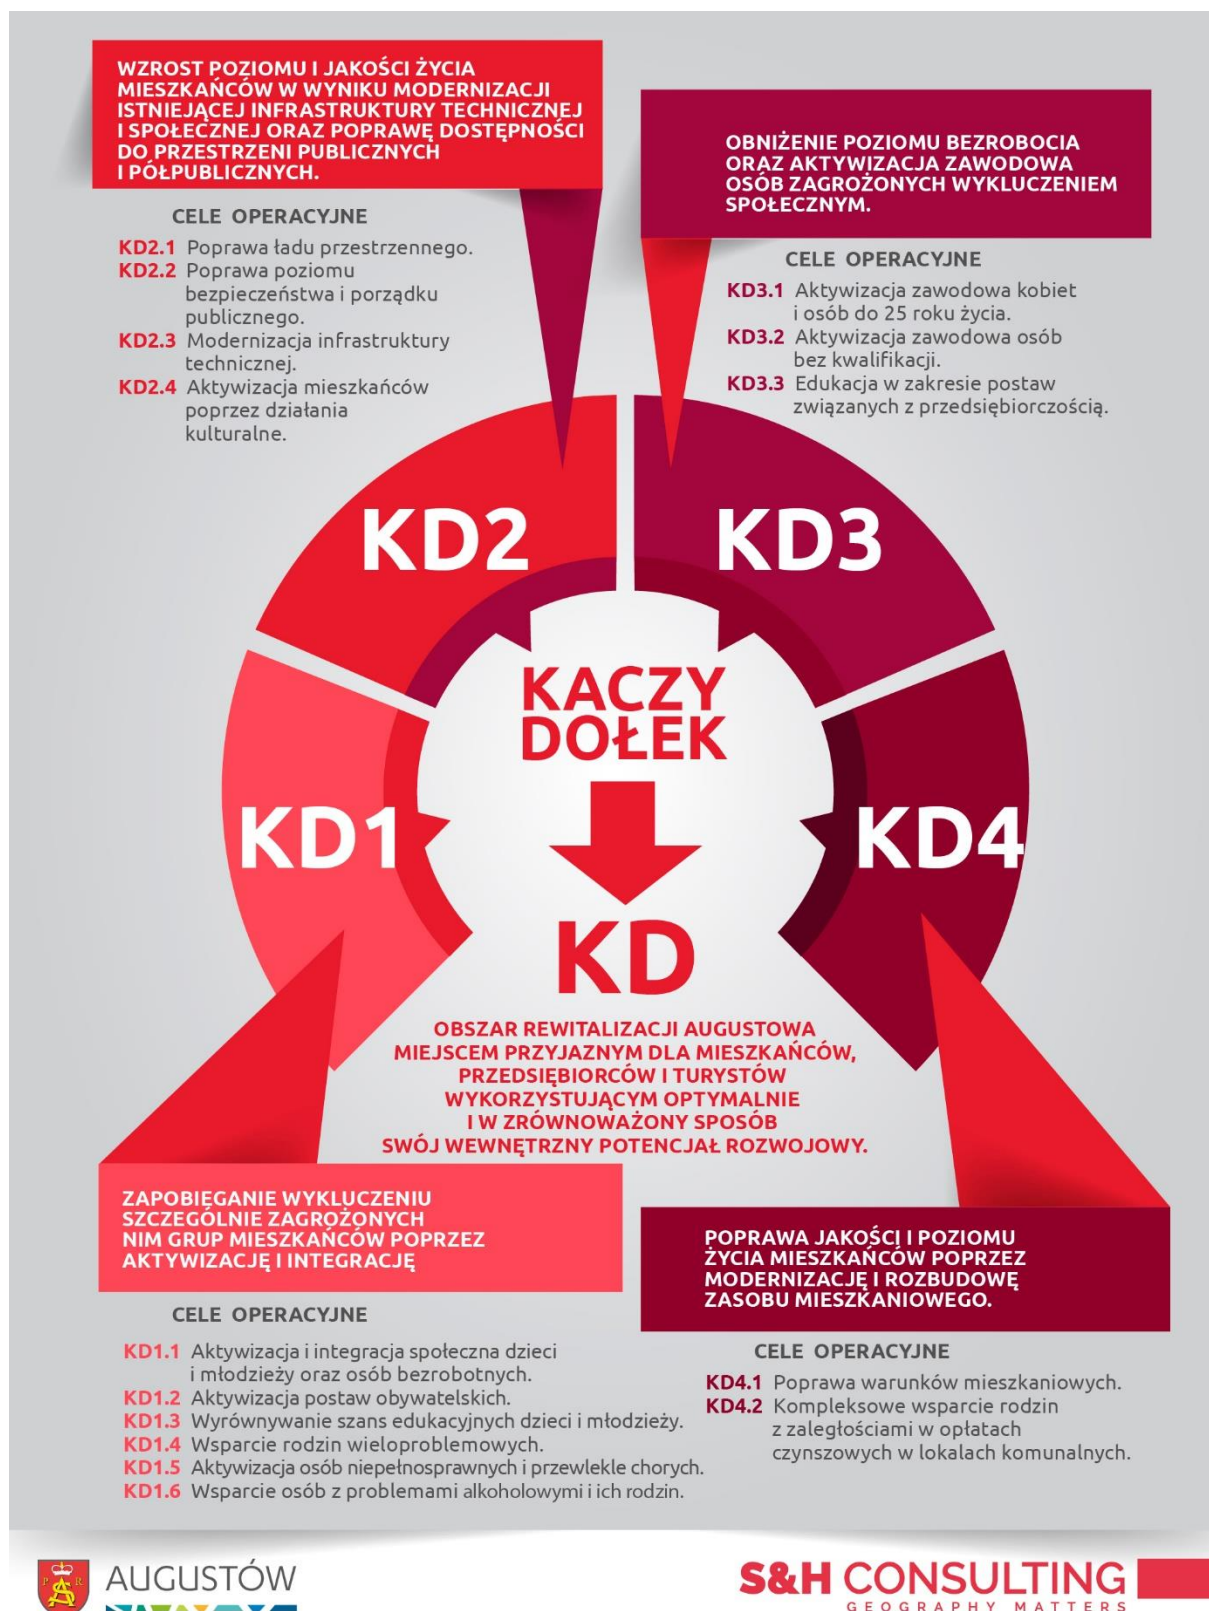 WZROST POZIOMU I JAKOŚCI ŻYCIA
MIESZKAŃCÓW W WYNIKU MODERNIZACJI
ISTNIEJĄCEJ INFRASTRUKTURY TECHNICZNEJ
I SPOŁECZNEJ ORAZ POPRAWĘ DOSTĘPNOŚCI
DO PRZESTRZENI PUBLICZNYCH
I PÓŁPUBLICZNYCH.
CELE OPERACYJNE
KD2.1 Poprawa ładu przestrzennego.
KD2.2 Poprawa poziomu
bezpieczeństwa i porządku
publicznego.
KD2.3 Modernizacja infrastruktury
technicznej.
KD2.4 Aktywizacja mieszkańców
poprzez działania
kulturalne.
OBNIŻENIE POZIOMU BEZROBOCIA
ORAZ AKTYWIZACJA ZAWODOWA
OSÓB ZAGROŻONYCH WYKLUCZENIEM
SPOŁECZNYM.
CELE OPERACYJNE
KD3.1 Aktywizacja zawodowa kobiet
i osób do 25 roku życia.
KD3.2 Aktywizacja zawodowa osób
bez kwalifikacji.
KD3.3 Edukacja w zakresie postaw
związanych z przedsiębiorczością.
KD2
KD3
KD1
KD4
KACZY
DOŁEK
KD
OBSZAR REWITALIZACJI AUGUSTOWA
MIEJSCEM PRZYJAZNYM DLA MIESZKAŃCÓW,
PRZEDSIĘBIORCÓW I TURYSTÓW
WYKORZYSTUJĄCYM OPTYMALNIE
I W ZRÓWNOWAŻONY SPOSÓB
SWÓJ WEWNĘTRZNY POTENCJAŁ ROZWOJOWY.
ZAPOBIĘGANIE WYKLUCZENIU
SZCZEGÓLNIE ZAGROŻONYCH
NIM GRUP MIESZKAŃCÓW POPRZEZ
AKTYWIZACJĘ I INTEGRACJĘ
CELE OPERACYJNE
KD1.1 Aktywizacja i integracja społeczna dzieci
i młodzieży oraz osób bezrobotnych.
KD1.2 Aktywizacja postaw obywatelskich.
KD1.3 Wyrównywanie szans edukacyjnych dzieci i młodzieży.
KD1.4 Wsparcie rodzin wieloproblemowych.
KD1.5 Aktywizacja osób niepełnosprawnych i przewlekle chorych.
KD1.6 Wsparcie osób z problemami alkoholowymi i ich rodzin.
POPRAWA JAKOŚCI I POZIOMU
ŻYCIA MIESZKAŃCÓW POPRZEZ
MODERNIZACJĘ I ROZBUDOWĘ
ZASOBU MIESZKANIOWEGO.
CELE OPERACYJNE
KD4.1 Poprawa warunków mieszkaniowych.
KD4.2 Kompleksowe wsparcie rodzin
z zaległościami w opłatach
czynszowych w lokalach komunalnych.
P R
AUGUSTÓW
S&H CONSULTING
GEOGRAPHY MATTERS